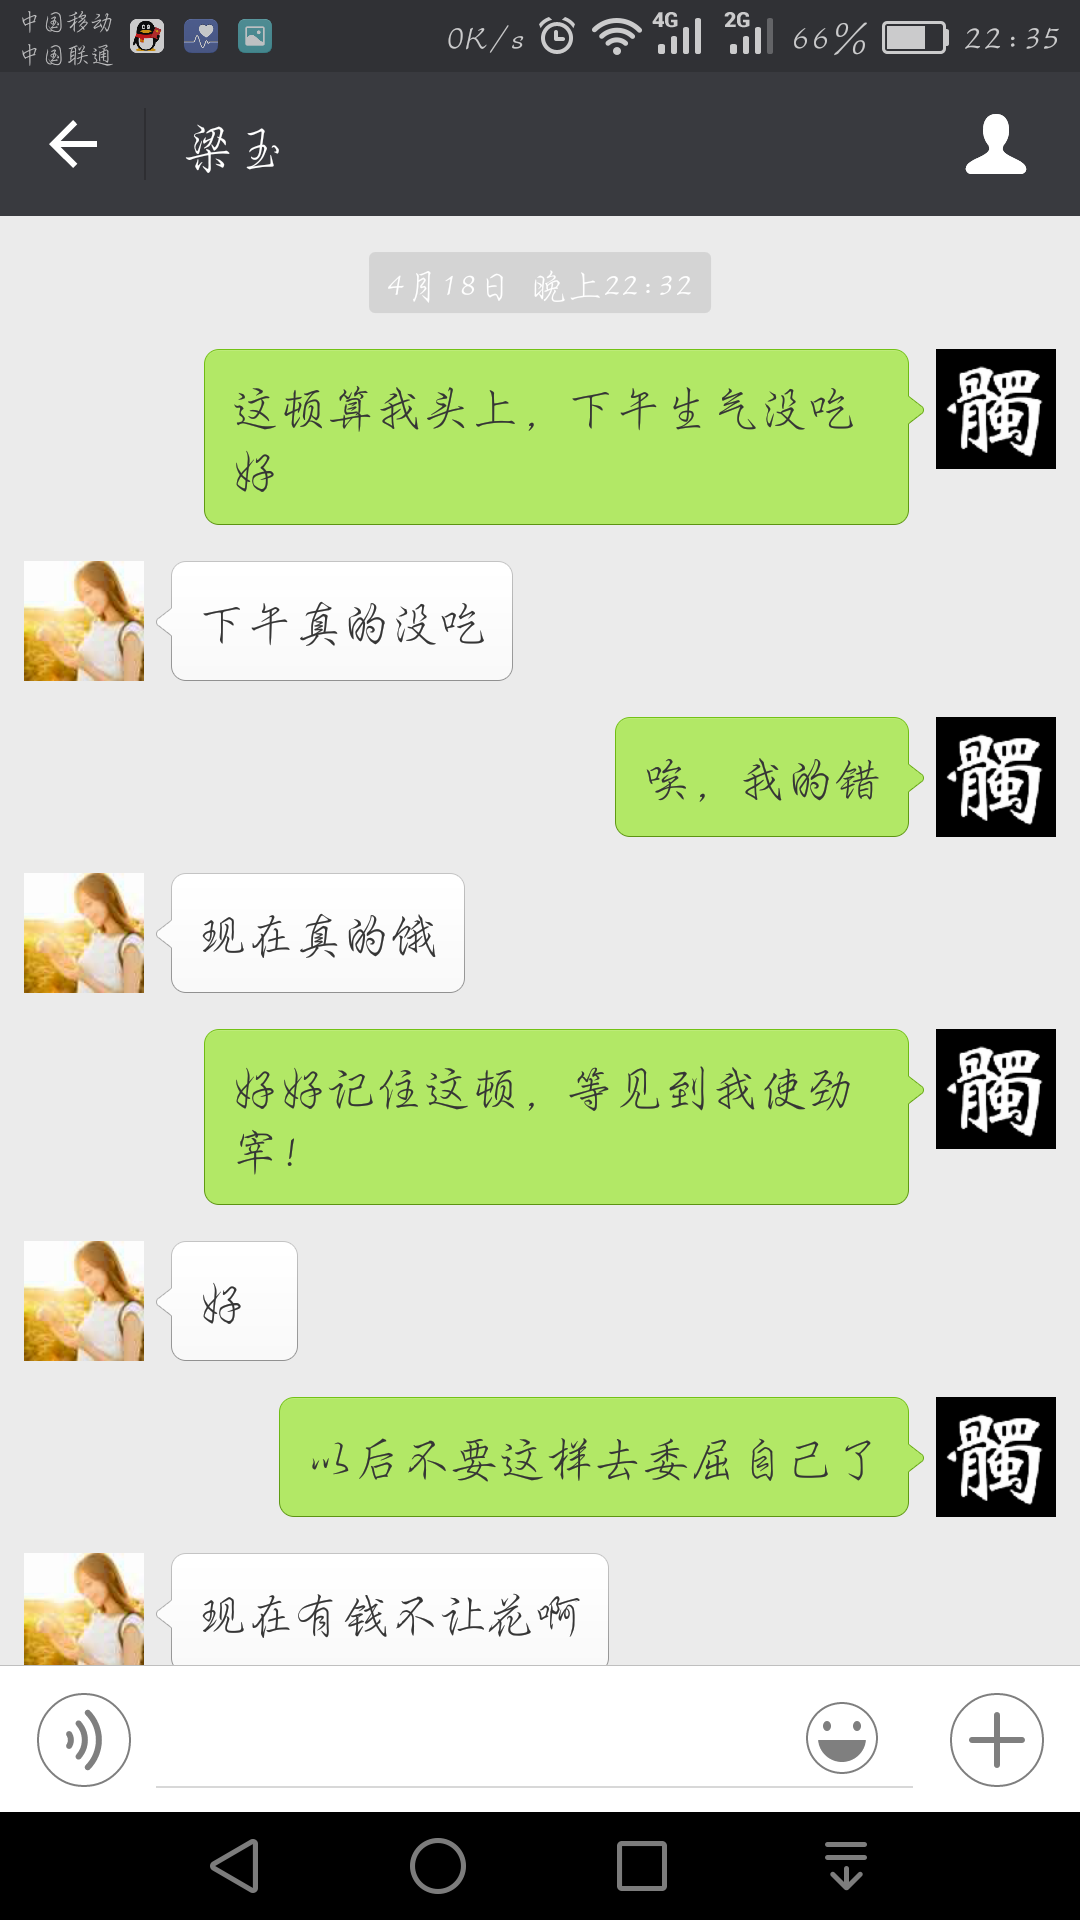 中国移动
中国联通
0K/s
4G
2G
66%
22:35
梁玉
4月18日 晚上22:32
这顿算我头上，下午生气没吃
好
髑
下午真的没吃
唉，我的错
髑
现在真的饿
好好记住这顿，等见到我使劲
宰！
髑
好
以后不要这样去委屈自己了
髑
现在有钱不让花啊